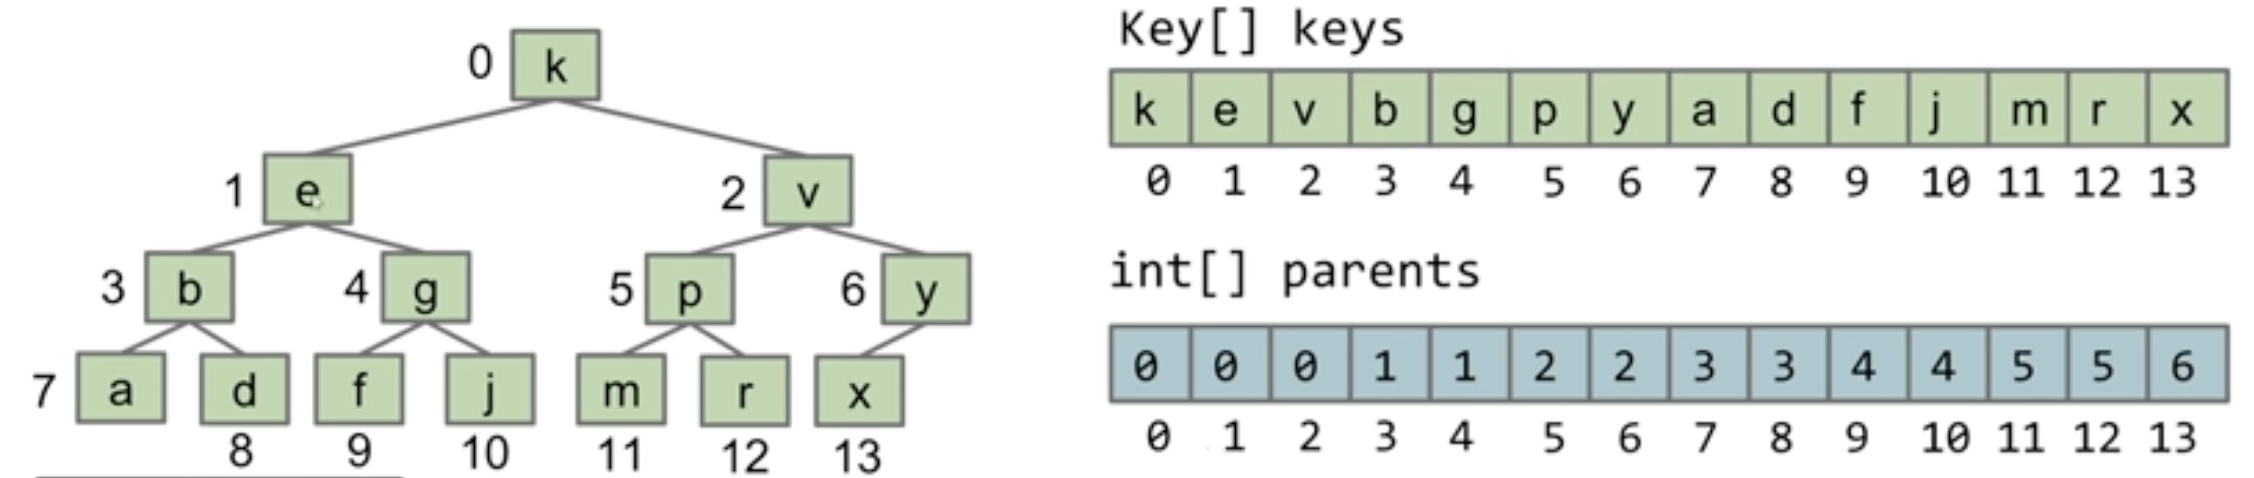 0 k
1 e
2 v
3 b
4 g
5 p
6 y
7 a d f j m r x
8 9 10 11 12 13
Key[] keys
k e v b g p y a d f j m r x
0 1 2 3 4 5 6 7 8 9 10 11 12 13
int[] parents
0 0 0 1 1 2 2 3 3 4 4 5 5 6
0 1 2 3 4 5 6 7 8 9 10 11 12 13